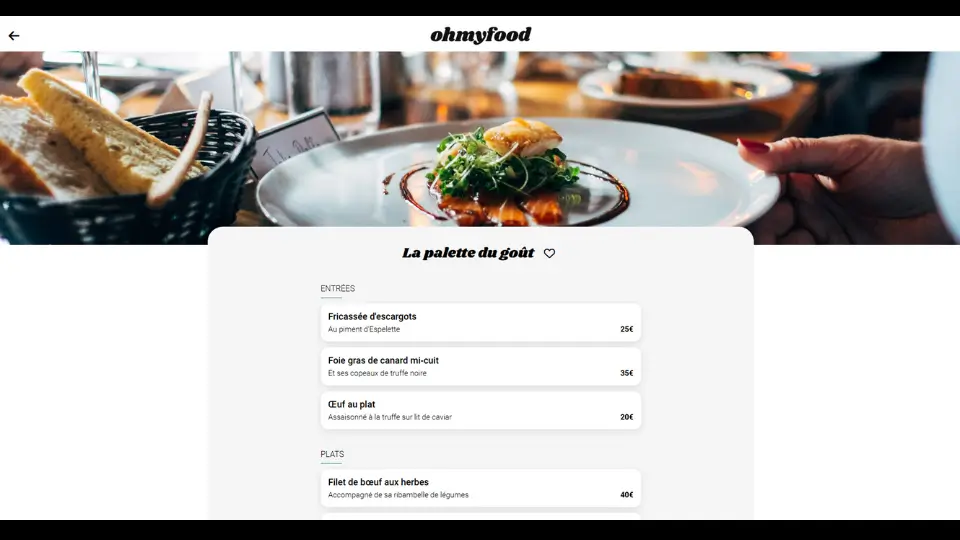 ohmyfood
La palette du goût
ENTRÉES
Fricassée d'escargots
Au piment d'Espelette
25€
Foie gras de canard mi-cuit
Et ses copeaux de truffe noire
35€
Œuf au plat
Assaisonné à la truffe sur lit de caviar
20€
PLATS
Filet de bœuf aux herbes
Accompagné de sa ribambelle de légumes
40€